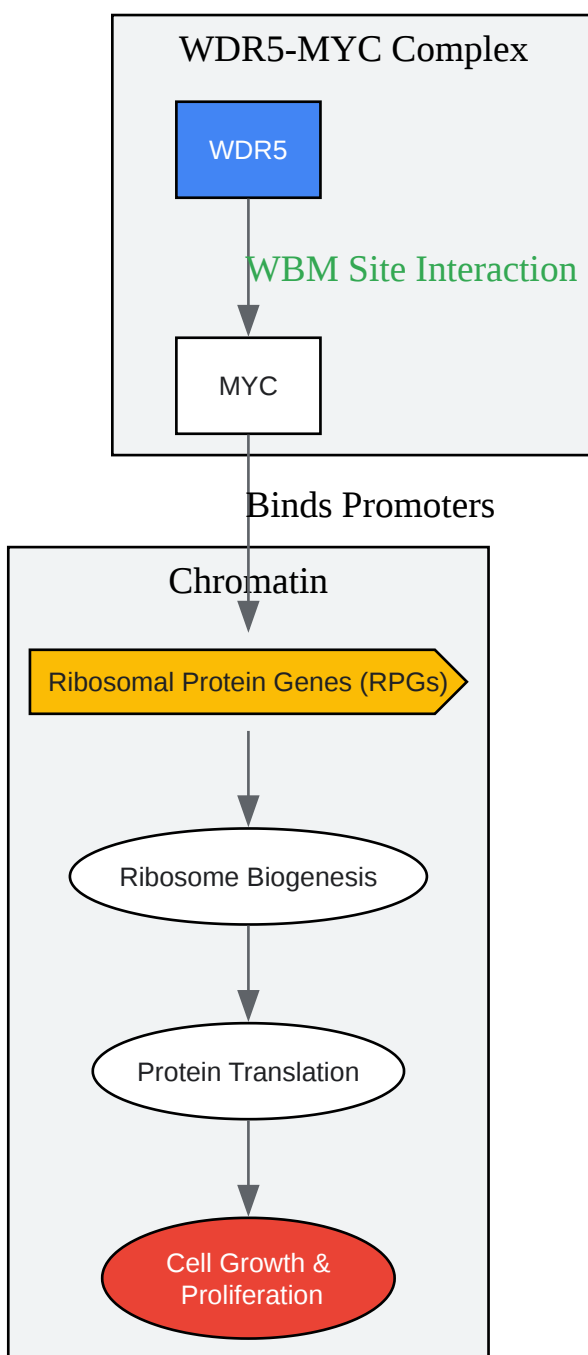 WDR5-MYC Complex
WDR5
WBM Site Interaction
MYC
Binds Promoters
Chromatin
Ribosomal Protein Genes (RPGs)
Ribosome Biogenesis
Protein Translation
Cell Growth &
Proliferation